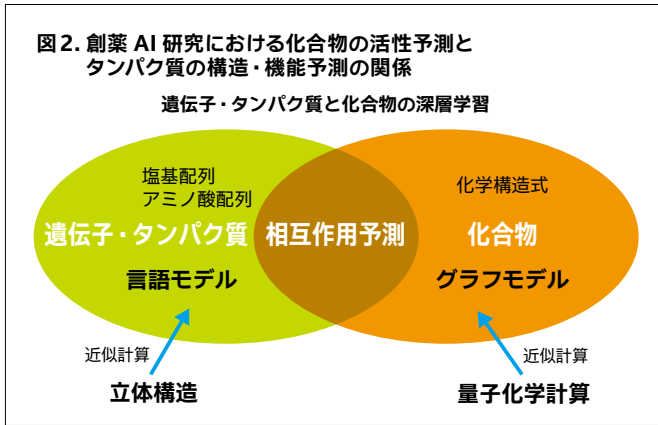 図2. 創薬 AI 研究における化合物の活性予測と
タンパク質の構造・機能予測の関係
遺伝子・タンパク質と化合物の深層学習
塩基配列
アミノ酸配列
遺伝子・タンパク質
言語モデル
相互作用予測
化学構造式
化合物
グラフモデル
近似計算
立体構造
近似計算
量子化学計算